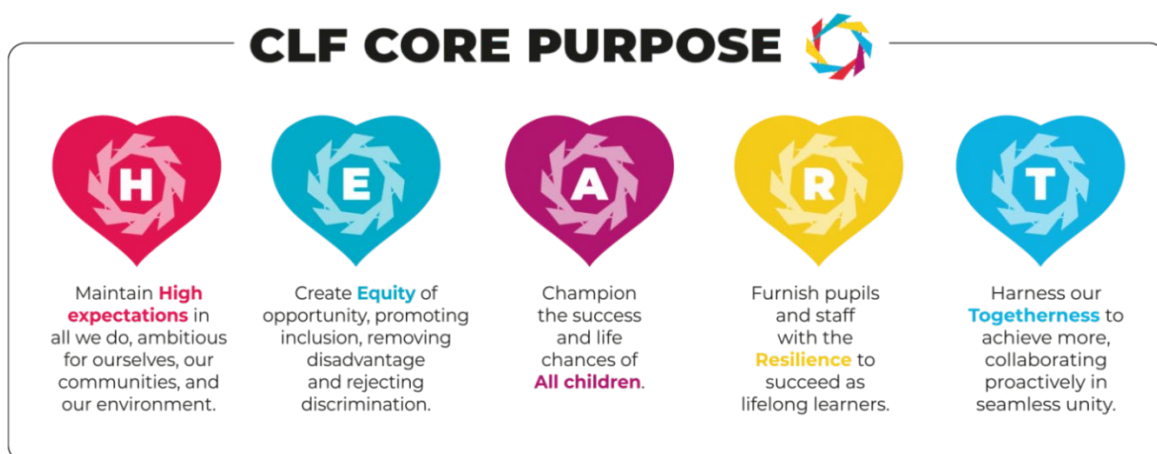 CLF CORE PURPOSE
H
Maintain High
expectations in
all we do, ambitious
for ourselves, our
communities, and
our environment.
E
Create Equity of
opportunity, promoting
inclusion, removing
disadvantage
and rejecting
discrimination.
A
Champion
the success
and life
chances of
All children.
R
Furnish pupils
and staff
with the
Resilience to
succeed as
lifelong learners.
T
Harness our
Togetherness to
achieve more,
collaborating
proactively in
seamless unity.